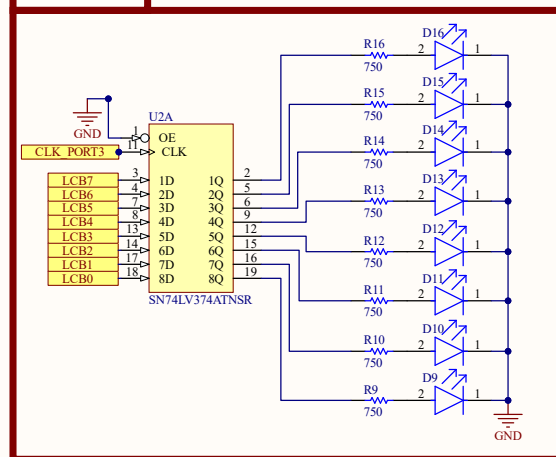 D16
R16
2
1
750
D15
R15
2
1
750
GND
U2A
1
OE
D14
R14
2
1
750
CLK_PORT3
11
CLK
LCB7
3
1D
1Q
2
LCB6
4
2D
2Q
5
D13
R13
2
1
750
LCB5
7
3D
3Q
6
LCB4
8
4D
4Q
9
LCB3
13
5D
5Q
12
D12
R12
2
1
750
LCB2
14
6D
6Q
15
LCB1
17
7D
7Q
16
LCB0
18
8D
8Q
19
SN74LV374ATNSR
D11
R11
2
1
750
D10
R10
2
1
750
D9
R9
2
1
750
GND